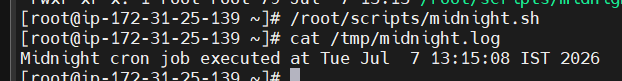 [root@ip-172-31-25-139 ~]# /root/scripts/midnight.sh
[root@ip-172-31-25-139 ~]# cat /tmp/midnight.log
Midnight cron job executed at Tue Jul  7 13:15:08 IST 2026
[root@ip-172-31-25-139 ~]#